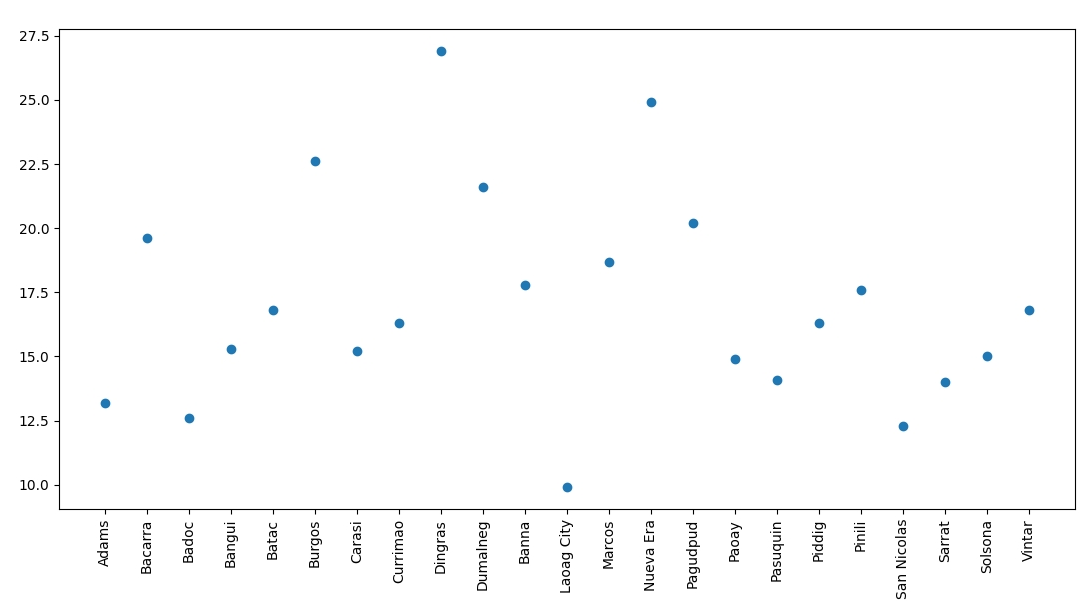 27.5
25.0
22.5
20.0
17.5
15.0
12.5
10.0
Adams
Bacarra
Badoc
Bangui
Batac
Burgos
Carasi
Currimao
Dingras
Dumalneg
Banna
Laoag City
Marcos
Nueva Era
Pagudpud
Paoay
Pasuquin
Piddig
Pinili
San Nicolas
Sarrat
Solsona
Vintar